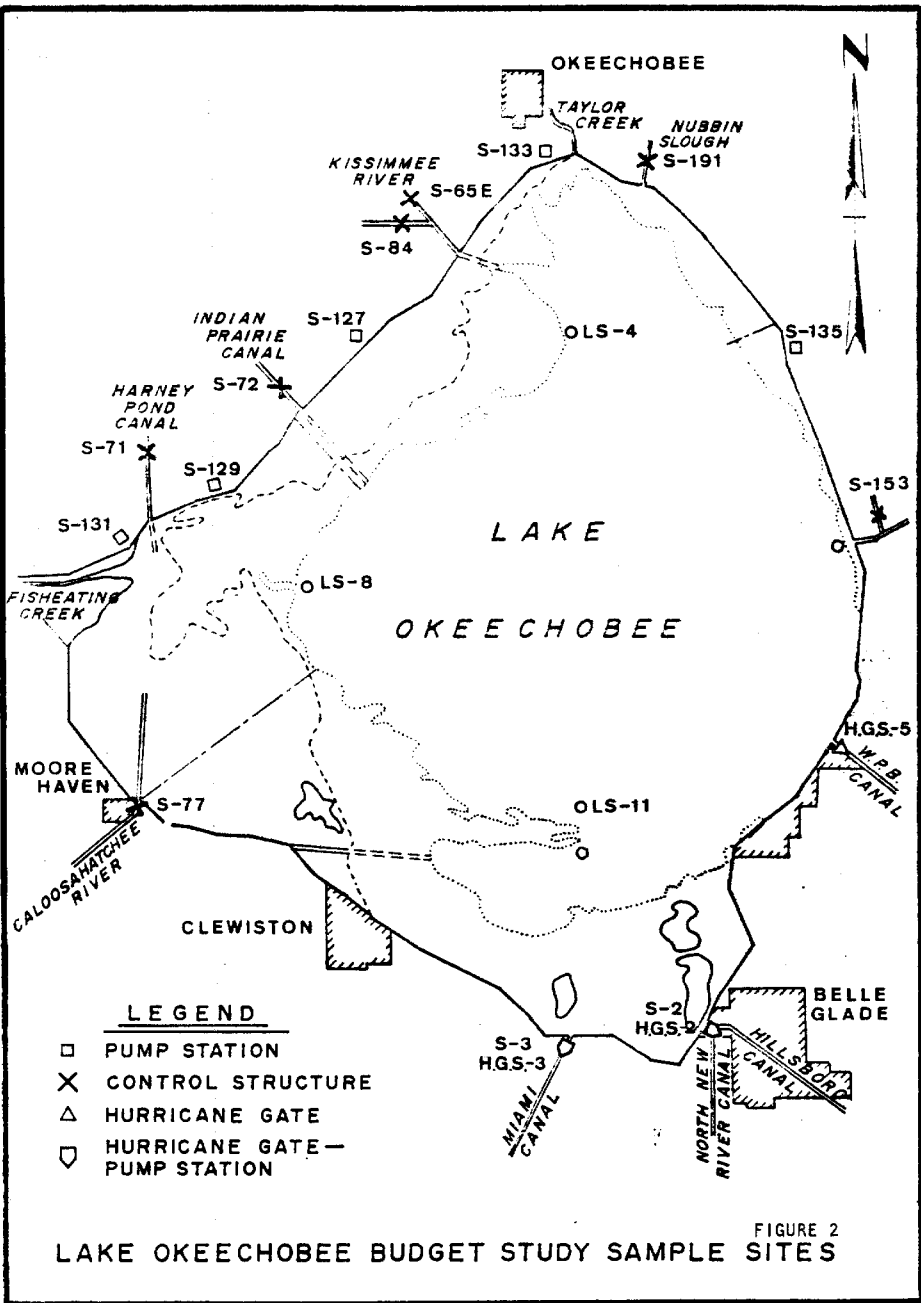 OKEECHOBEE
N
TAYLOR
CREEK
NUBBIN
SLOUGH
S-133
S-191
KISSIMMEE
RIVER
S-65E
S-84
S-127
INDIAN
PRAIRIE
CANAL
LS-4
S-135
S-72
HARNEY
POND
CANAL
S-71
S-129
S-153
S-131
LAKE
LS-8
FISHEATING
CREEK
OKEECHOBEE
H.G.S.-5
W.P.B.
CANAL
MOORE
HAVEN
S-77
LS-11
CALOOSAHATCHEE
RIVER
CLEWISTON
BELLE
GLADE
S-2
H.G.S.-2
HILLSBORO
CANAL
S-3
H.G.S.-3
MIAMI
CANAL
NORTH NEW
RIVER CANAL
LEGEND
PUMP STATION
CONTROL STRUCTURE
HURRICANE GATE
HURRICANE GATE—
PUMP STATION
FIGURE 2
LAKE OKEECHOBEE BUDGET STUDY SAMPLE SITES